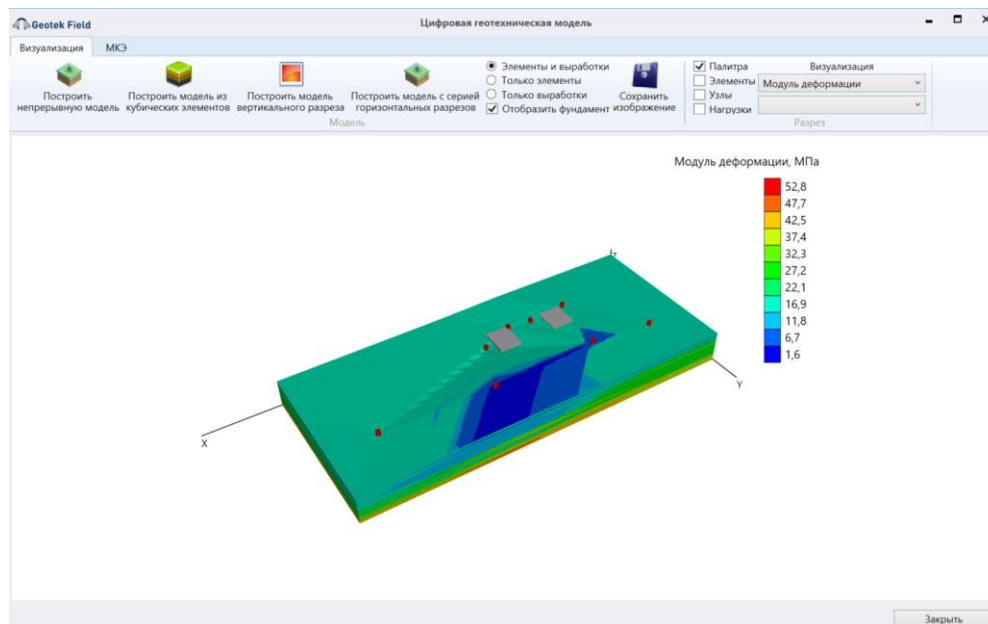 Geotek Field
Цифровая геотехническая модель
Визуализация МКЭ
Построить непрерывную модель
Построить модель из кубических элементов
Построить модель вертикального разреза
Построить модель с серией горизонтальных разрезов
Элементы и выработки
Только элементы
Только выработки
Отобразить фундамент
Сохранить изображение
Модель
Палитра
Элементы
Узлы
Нагрузки
Визуализация
Модуль деформации
Разрез
Модуль деформации, МПа
52,8
47,7
42,5
37,4
32,3
27,2
22,1
16,9
11,8
6,7
1,6
Z
Y
X
Закрыть